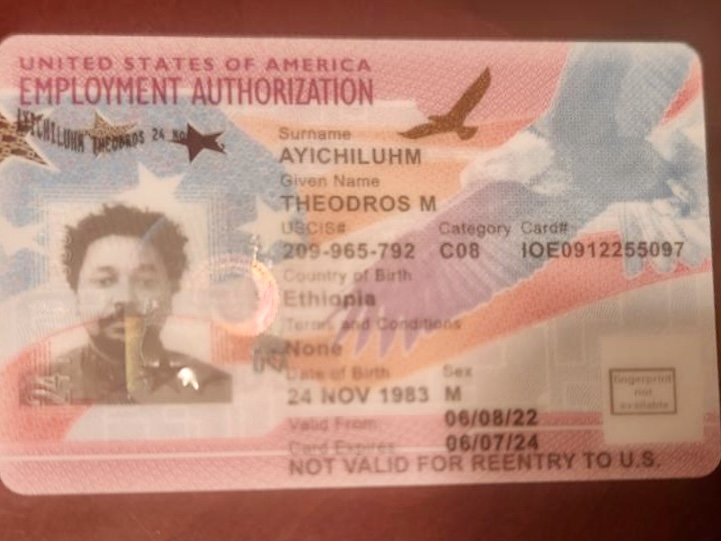 UNITED STATES OF AMERICA
EMPLOYMENT AUTHORIZATION
AYICHILUHM THEODROS 24 NO
Surname
AYICHILUHM
Given Name
THEODROS M
USCIS# Category Card#
209-965-792 C08 IOE0912255097
Country of Birth
Ethiopia
Terms and Conditions
None
Date of Birth Sex
24 NOV 1983 M
Valid From: 06/08/22
Card Expires: 06/07/24
NOT VALID FOR REENTRY TO U.S.
fingerprint
not
available